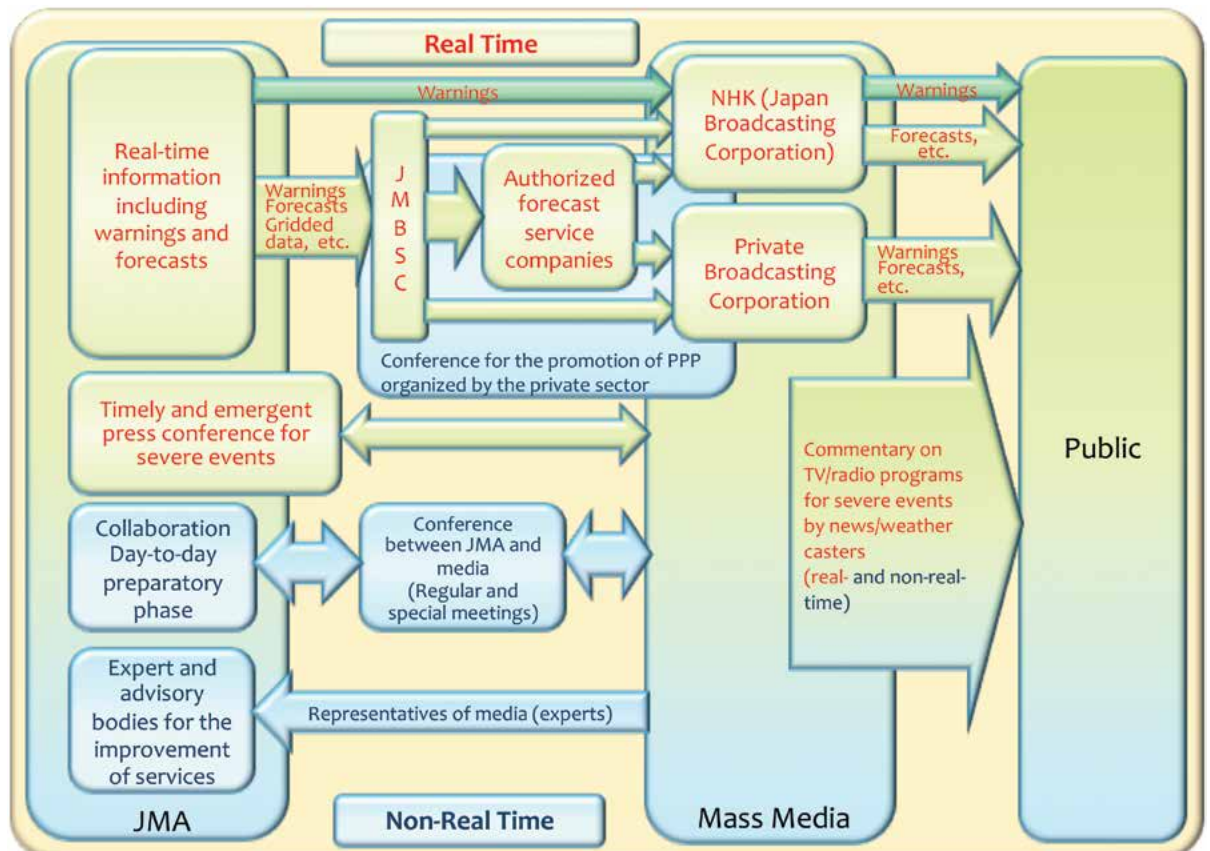 Real Time
Real-time
information
including
warnings and
forecasts
Warnings
Warnings
Forecasts
Gridded
data, etc.
J
M
B
S
C
Authorized
forecast
service
companies
NHK (Japan
Broadcasting
Corporation)
Private
Broadcasting
Corporation
Warnings
Forecasts,
etc.
Warnings
Forecasts,
etc.
Conference for the promotion of PPP
organized by the private sector
Timely and emergent
press conference for
severe events
Collaboration
Day-to-day
preparatory
phase
Conference
between JMA and
media
(Regular and
special meetings)
Commentary on
TV/radio programs
for severe events
by news/weather
casters
(real- and non-real-
time)
Public
Expert and
advisory
bodies for the
improvement
of services
Representatives of media (experts)
JMA
Non-Real Time
Mass Media